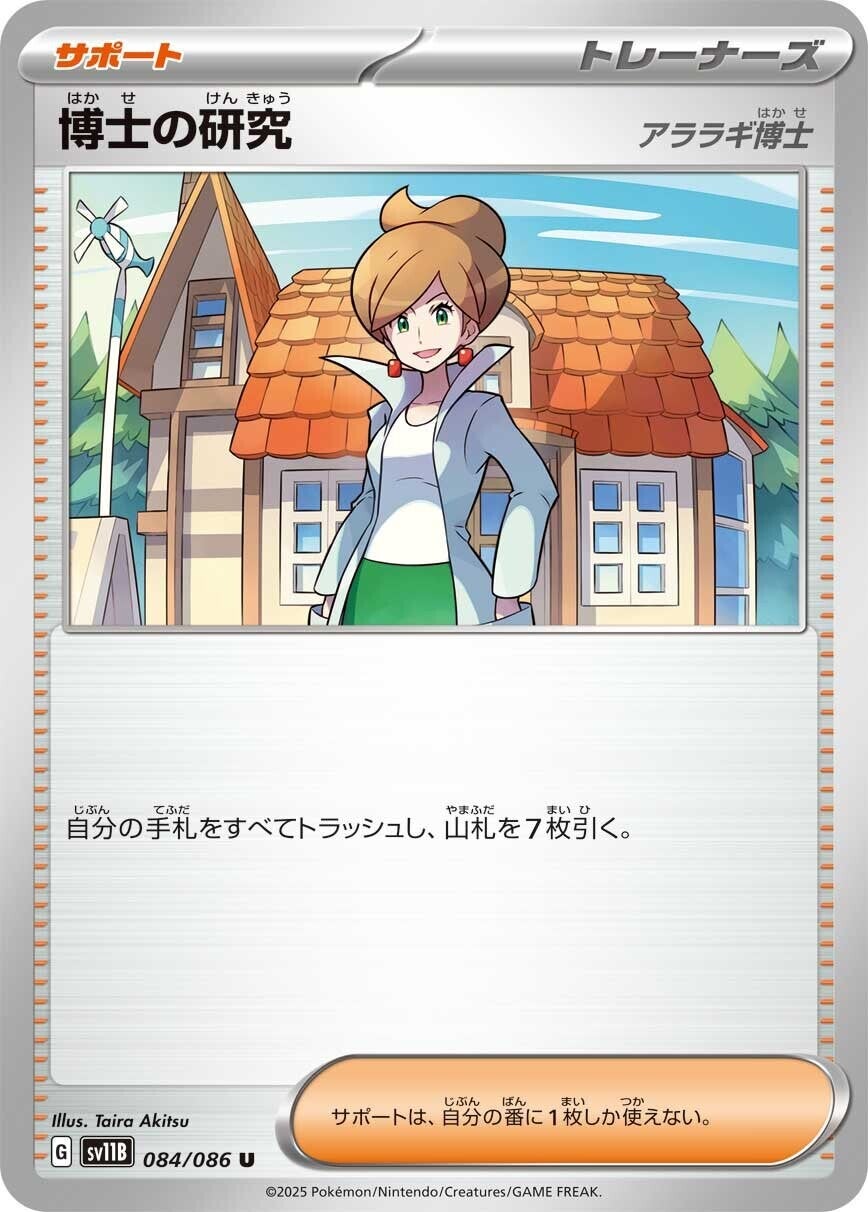 サポート
トレーナーズ
はかせ けんきゅう
博士の研究
はかせ
アララギ博士
じぶん てふだ やまふだ まい ひ
自分の手札をすべてトラッシュし、山札を7枚引く。
じぶん ばん まい つか
サポートは、自分の番に1枚しか使えない。
Illus. Taira Akitsu
G sv11B 084/086 U
©2025 Pokémon/Nintendo/Creatures/GAME FREAK.